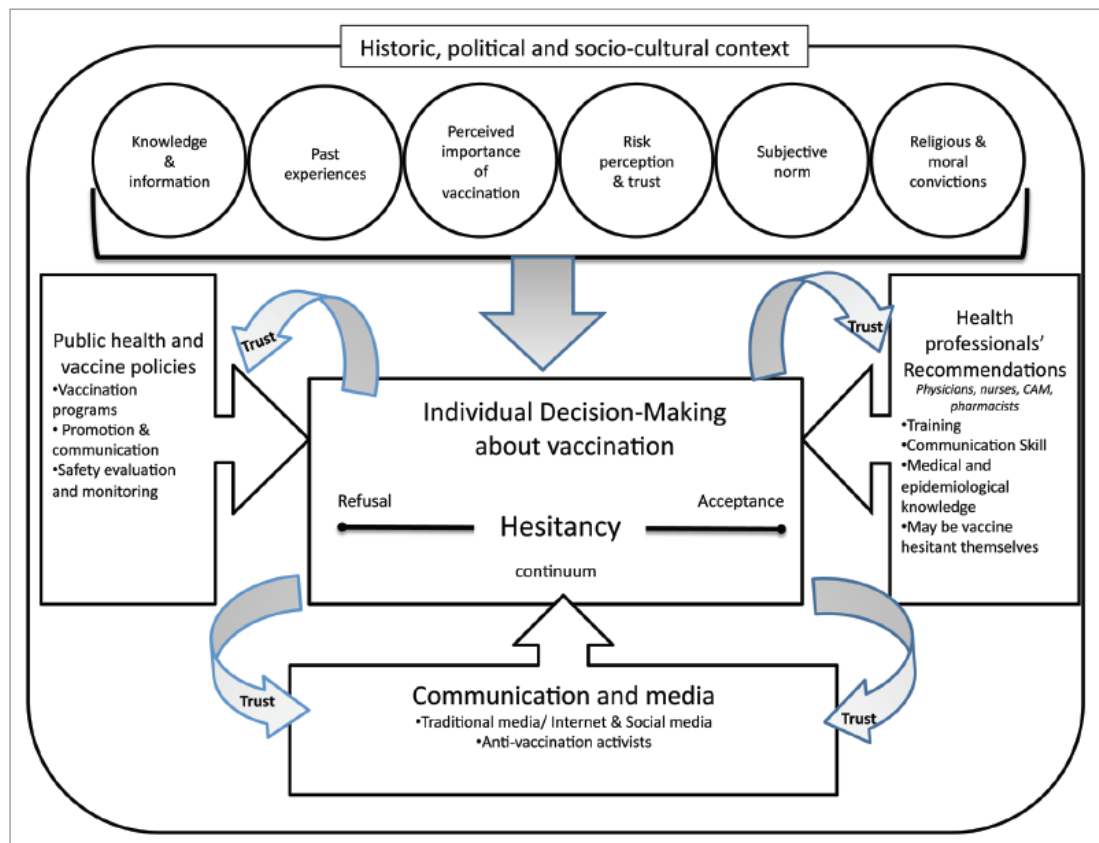 Historic, political and socio-cultural context
Knowledge
&
information
Past
experiences
Perceived
importance
of
vaccination
Risk
perception
& trust
Subjective
norm
Religious &
moral
convictions
Public health and
vaccine policies
•Vaccination
programs
• Promotion &
communication
•Safety evaluation
and monitoring
Trust
Trust
Health
professionals’
Recommendations
Physicians, nurses, CAM,
pharmacists
•Training
•Communication Skill
•Medical and
epidemiological
knowledge
•May be vaccine
hesitant themselves
Individual Decision-Making
about vaccination
Refusal
Acceptance
Hesitancy
continuum
Trust
Trust
Communication and media
•Traditional media/ Internet & Social media
•Anti-vaccination activists